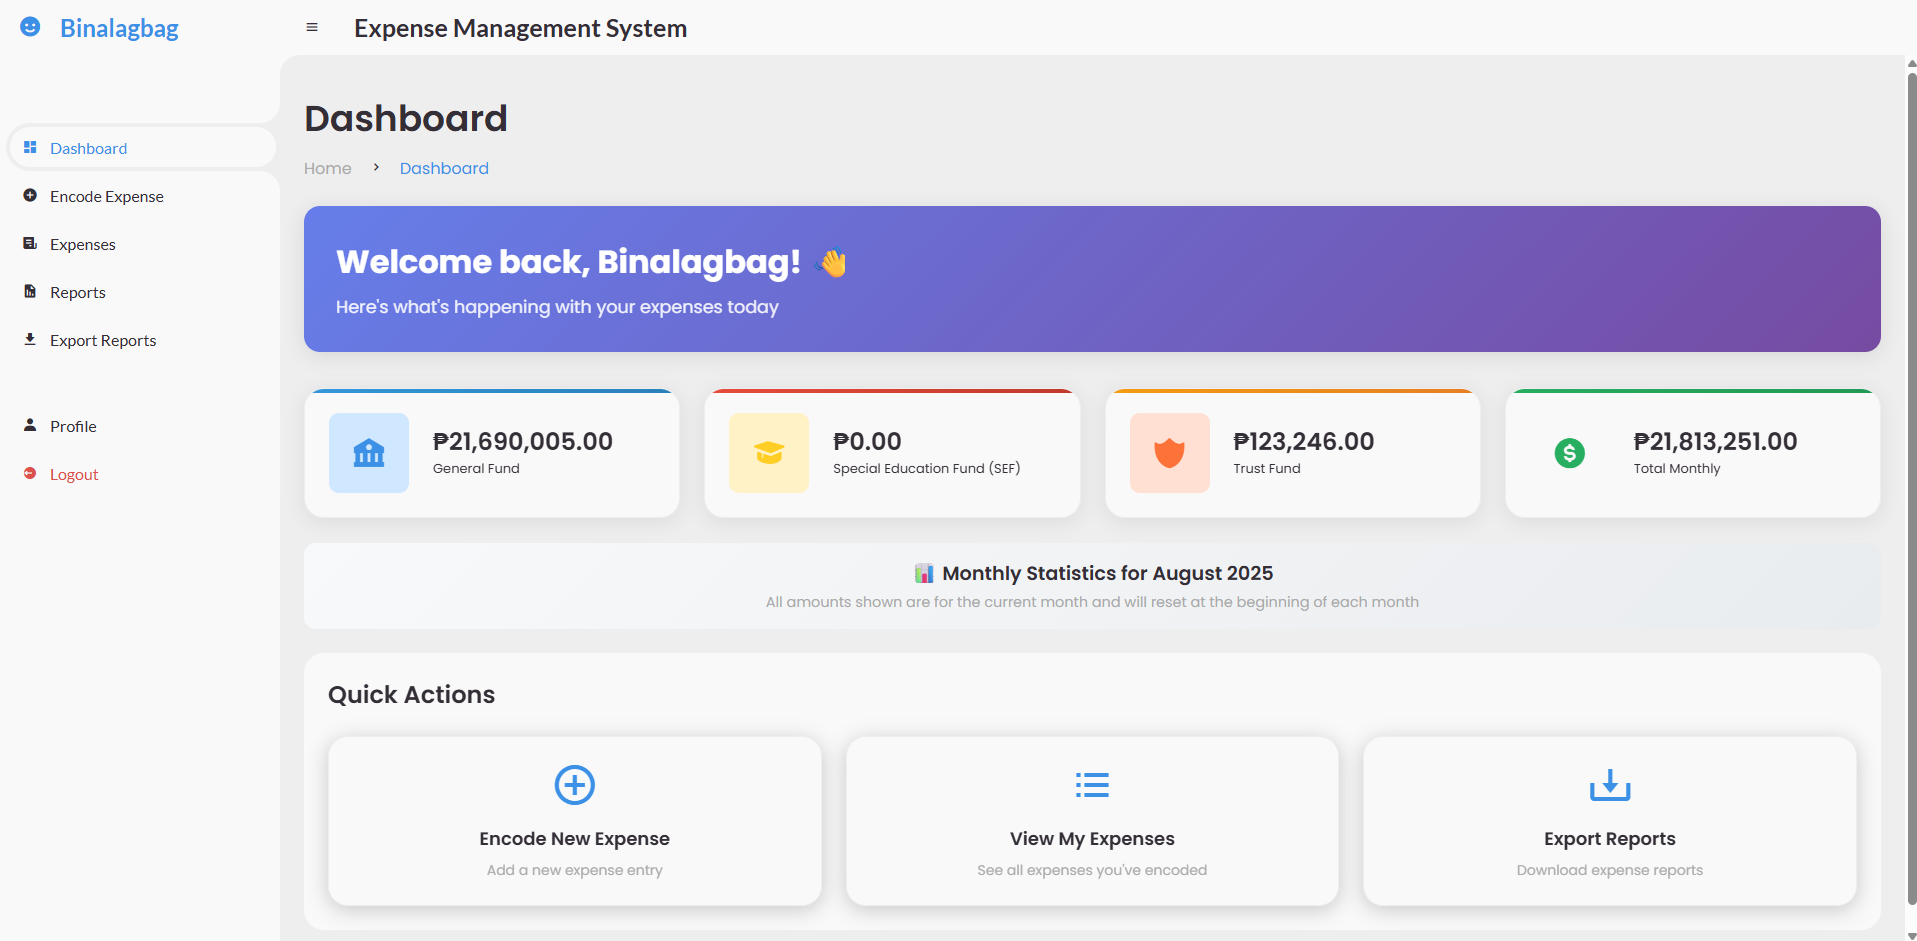 Binalagbag
Expense Management System
Dashboard
Encode Expense
Expenses
Reports
Export Reports
Profile
Logout
Dashboard
Home > Dashboard
Welcome back, Binalagbag! 👋
Here's what's happening with your expenses today
₱21,690,005.00
General Fund
₱0.00
Special Education Fund (SEF)
₱123,246.00
Trust Fund
₱21,813,251.00
Total Monthly
📊 Monthly Statistics for August 2025
All amounts shown are for the current month and will reset at the beginning of each month
Quick Actions
Encode New Expense
Add a new expense entry
View My Expenses
See all expenses you've encoded
Export Reports
Download expense reports